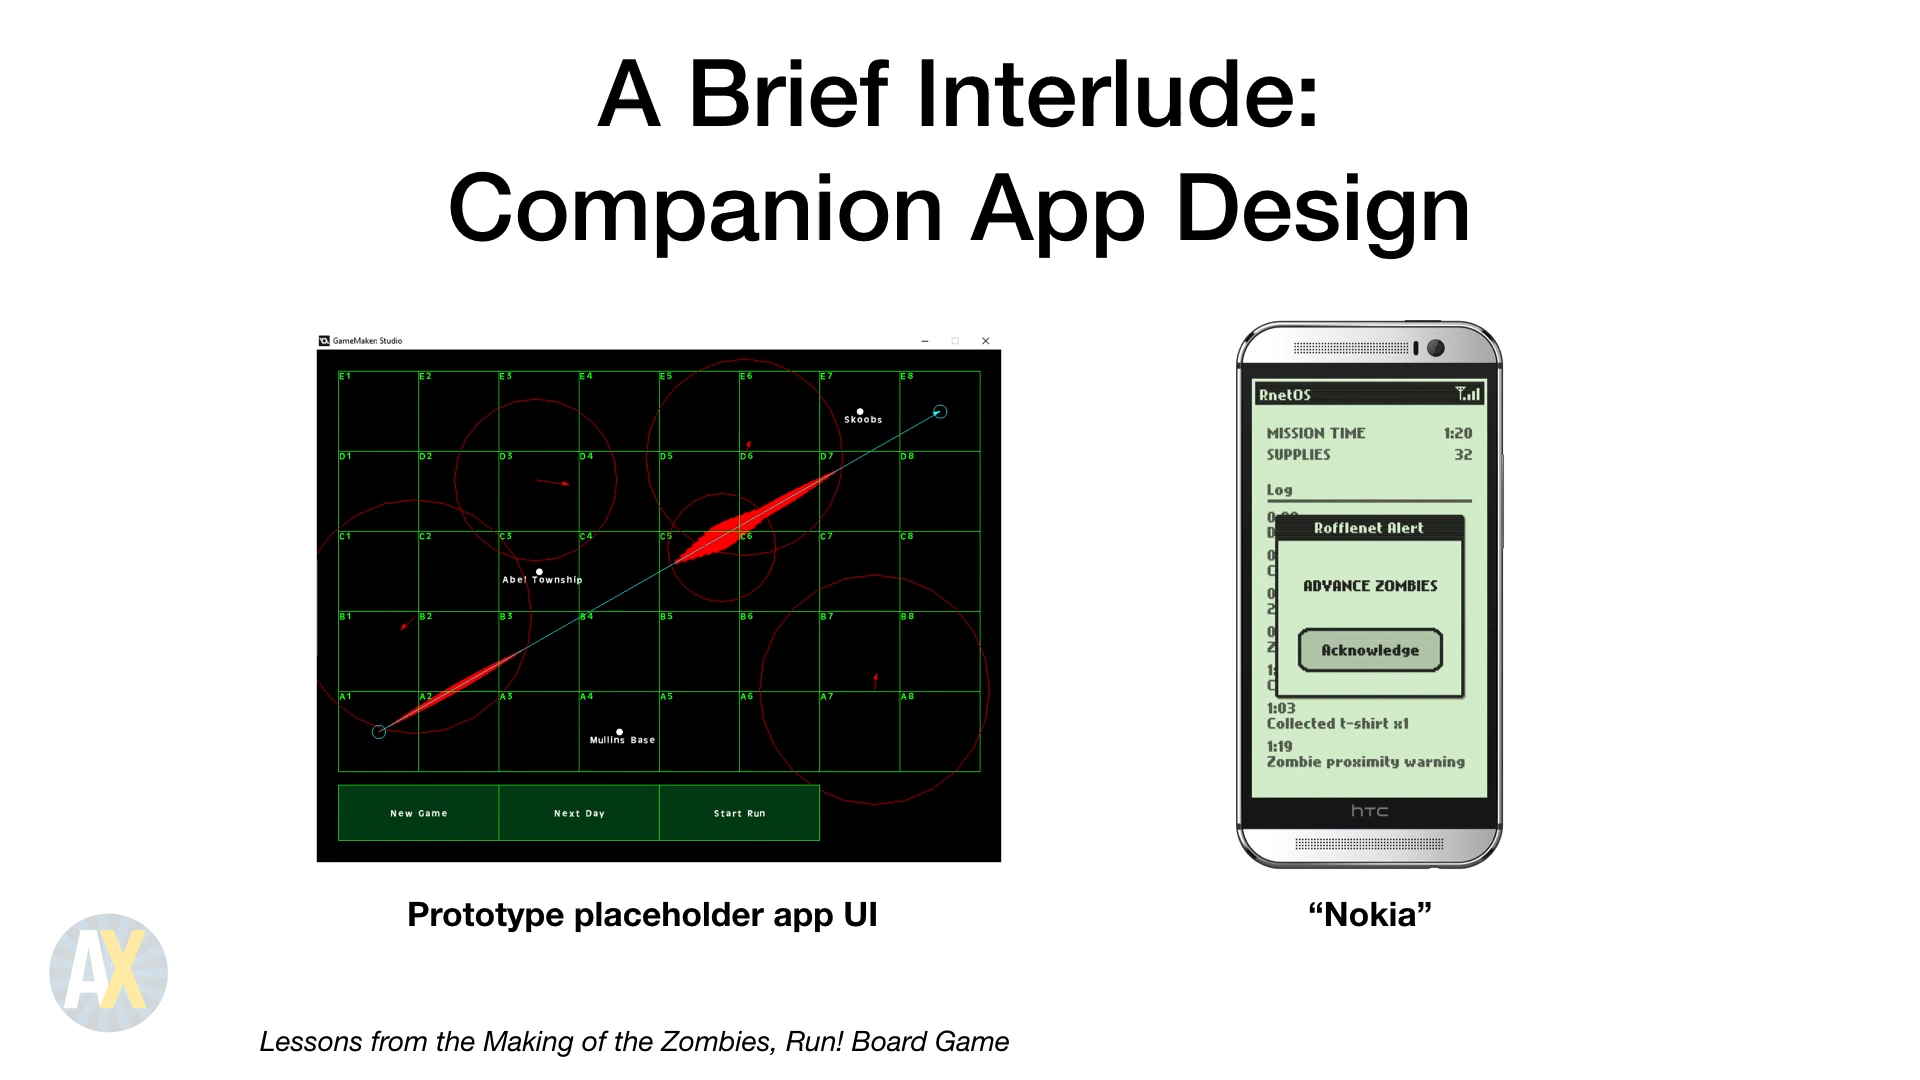 A Brief Interlude:
Companion App Design
GameMaker: Studio
E1 E2 E3 E4 E5 E6 E7 E8
Skoobs
D1 D2 D3 D4 D5 D6 D7 D8
C1 C2 C3 C4 C5 C6 C7 C8
Abel Township
B1 B2 B3 B4 B5 B6 B7 B8
A1 A2 A3 A4 A5 A6 A7 A8
Mullins Base
New Game Next Day Start Run
RnetOS
MISSION TIME 1:20
SUPPLIES 32
Log
Rofflenet Alert
ADVANCE ZOMBIES
Acknowledge
1:03
Collected t-shirt x1
1:19
Zombie proximity warning
hTC
Prototype placeholder app UI
“Nokia”
AX
Lessons from the Making of the Zombies, Run! Board Game